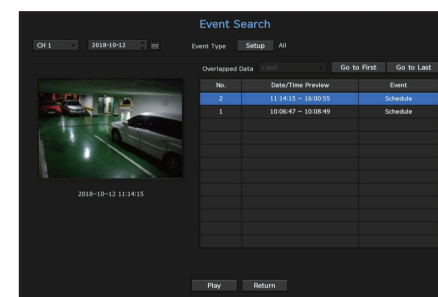 Event Search
CH 1 2018-10-12 Event Type Setup All
Overlapped Data List0 Go to First Go to Last
No. Date/Time Preview Event
2 11:14:15 ~ 16:00:55 Schedule
1 10:06:47 ~ 10:08:49 Schedule
2018-10-12 11:14:15
Play Return